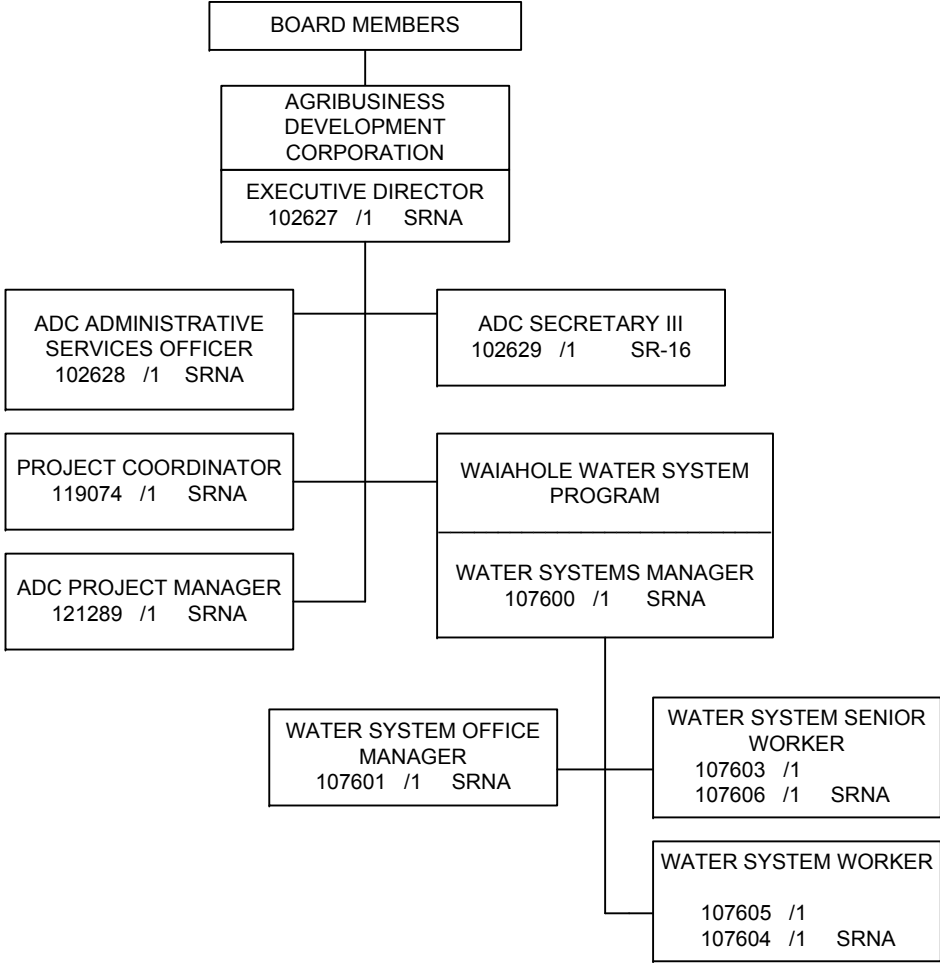 BOARD MEMBERS
AGRIBUSINESS
DEVELOPMENT
CORPORATION
EXECUTIVE DIRECTOR
102627 /1 SRNA
ADC ADMINISTRATIVE
SERVICES OFFICER
102628 /1 SRNA
ADC SECRETARY III
102629 /1 SR-16
PROJECT COORDINATOR
119074 /1 SRNA
WAIAHOLE WATER SYSTEM
PROGRAM
WATER SYSTEMS MANAGER
107600 /1 SRNA
ADC PROJECT MANAGER
121289 /1 SRNA
WATER SYSTEM OFFICE
MANAGER
107601 /1 SRNA
WATER SYSTEM SENIOR
WORKER
107603 /1
107606 /1 SRNA
WATER SYSTEM WORKER
107605 /1
107604 /1 SRNA